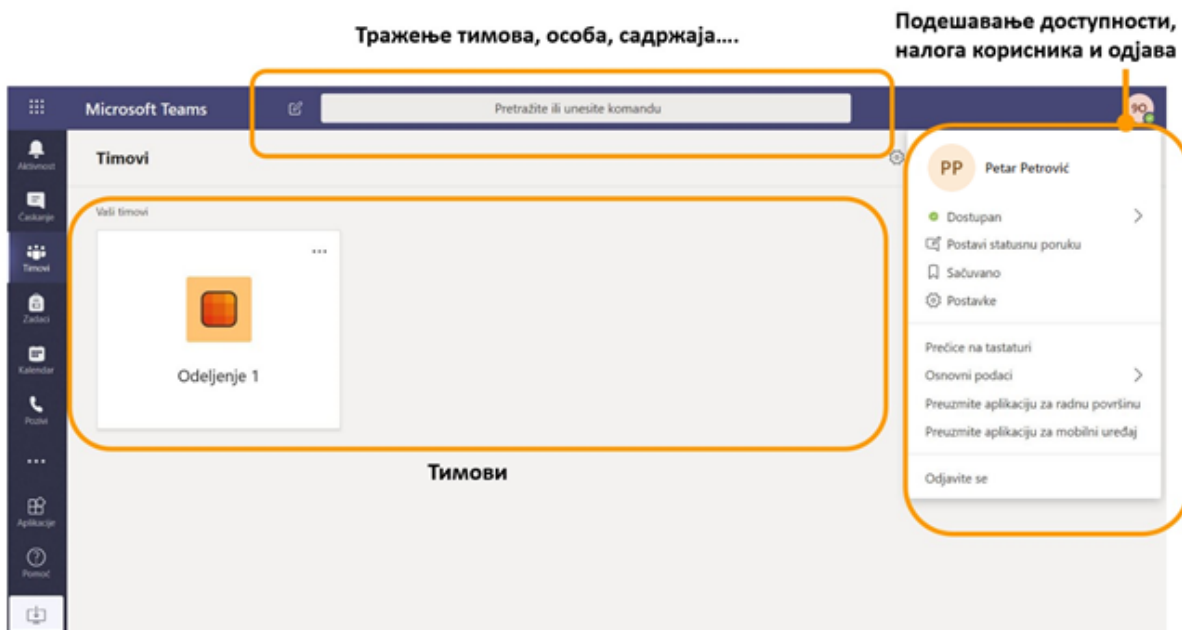 Тражење тимова, особа, садржаја....
Подешавање доступности,
налога корисника и одјава
Microsoft Teams
Pretražite ili unesite komandu
Aktivnost
Ćaskanje
Timovi
Zadaci
Kalendar
Pozivi
Aplikacije
Pomoć
Timovi
Vaši timovi
...
Odeljenje 1
Тимови
PP
Petar Petrović
Dostupan
Postavi statusnu poruku
Sačuvano
Postavke
Prečice na tastaturi
Osnovni podaci
Preuzmite aplikaciju za radnu površinu
Preuzmite aplikaciju za mobilni uređaj
Odjavite se